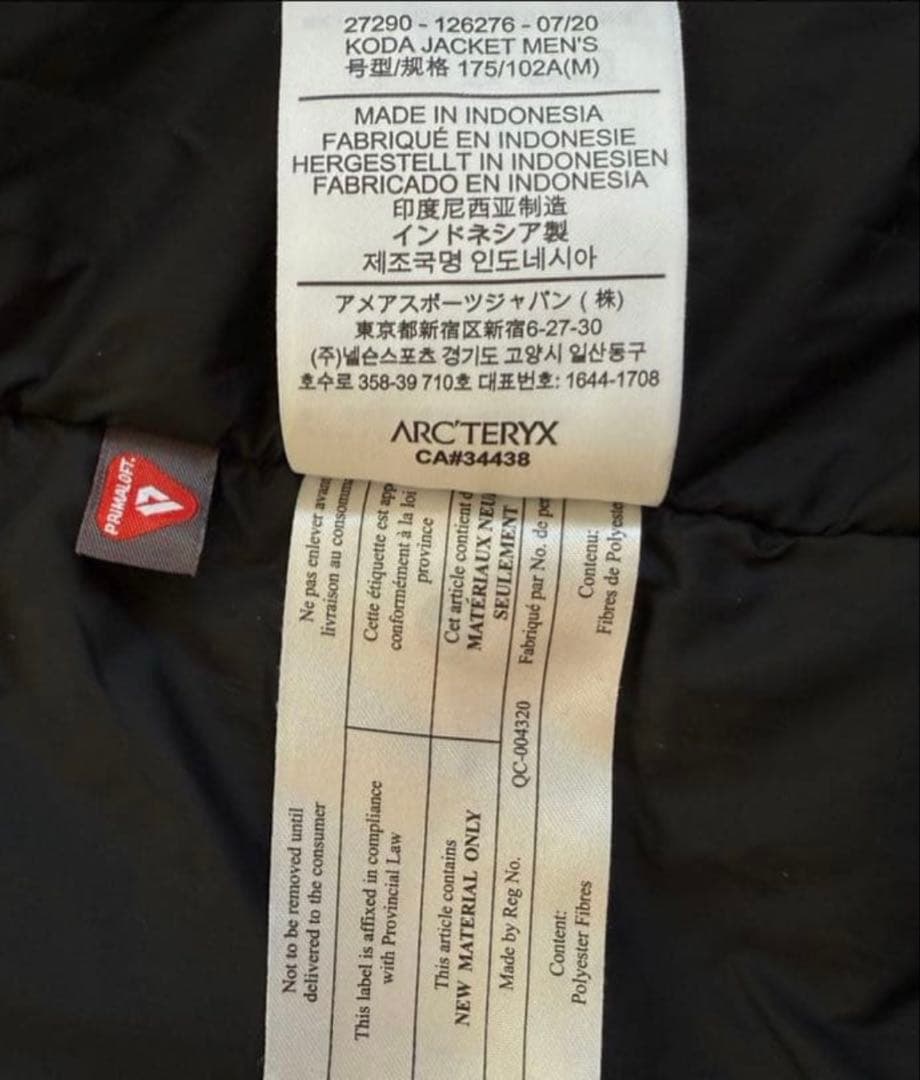 27290 - 126276 - 07/20
KODA JACKET MEN'S
号型/规格 175/102A(M)
MADE IN INDONESIA
FABRIQUÉ EN INDONESIE
HERGESTELLT IN INDONESIEN
FABRICADO EN INDONESIA
印度尼西亚制造
インドネシア製
제조국명 인도네시아
アメアスポーツジャパン ( 株)
東京都新宿区新宿6-27-30
(주)넬슨스포츠 경기도 고양시 일산동구
호수로 358-39 710호 대표번호: 1644-1708
ARC'TERYX
CA#34438
PRIMALOFT.
Ne pas enlever avant
livraison au consomm
Cette étiquette est app
conformément à la loi
province
Cet article contient d
MATÉRIAUX NEU
SEULEMENT
Fabriqué par No. de per
Contenu:
Fibres de Polyeste
Not to be removed until
delivered to the consumer
This label is affixed in compliance
with Provincial Law
This article contains
NEW MATERIAL ONLY
Made by Reg No.
QC-004320
Content:
Polyester Fibres